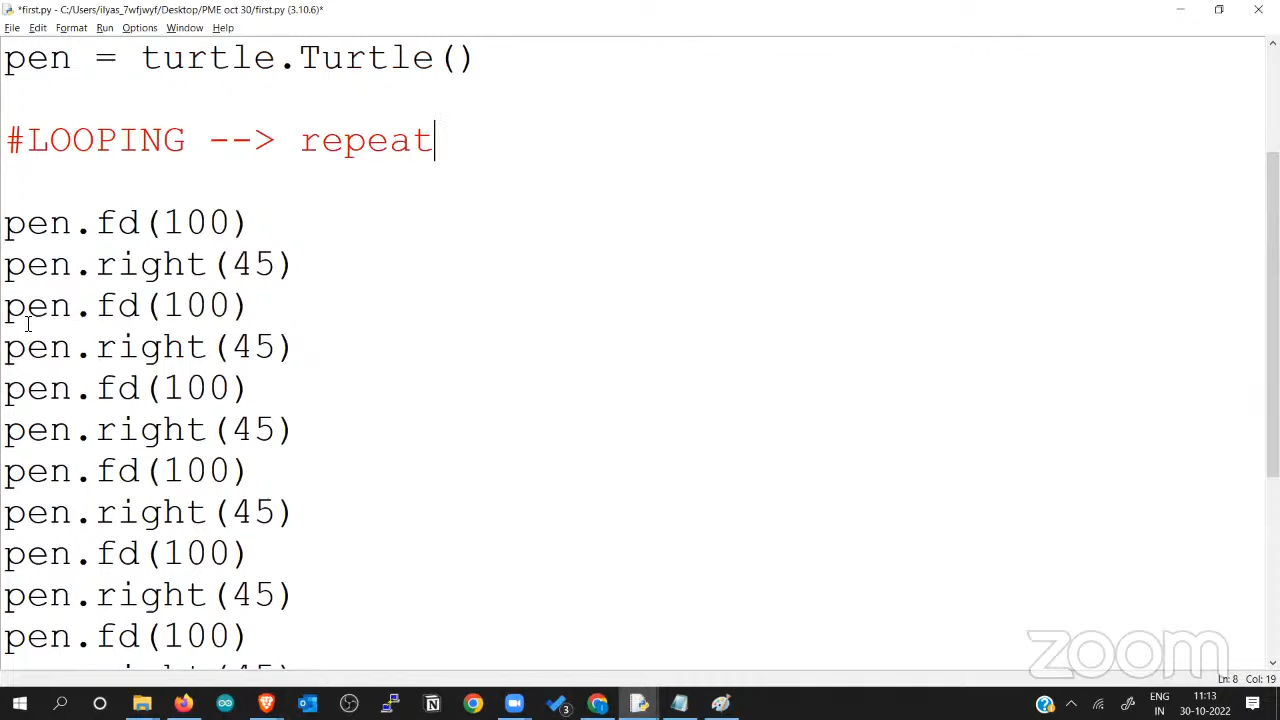 *first.py - C:/Users/ilyas_7wfjwyf/Desktop/PME oct 30/first.py (3.10.6)*
File Edit Format Run Options Window Help
pen = turtle.Turtle()
#LOOPING --> repeat
pen.fd(100)
pen.right(45)
pen.fd(100)
pen.right(45)
pen.fd(100)
pen.right(45)
pen.fd(100)
pen.right(45)
pen.fd(100)
pen.right(45)
pen.fd(100)
zoom
Ln: 8 Col: 19
3
ENG
IN
11:13
30-10-2022